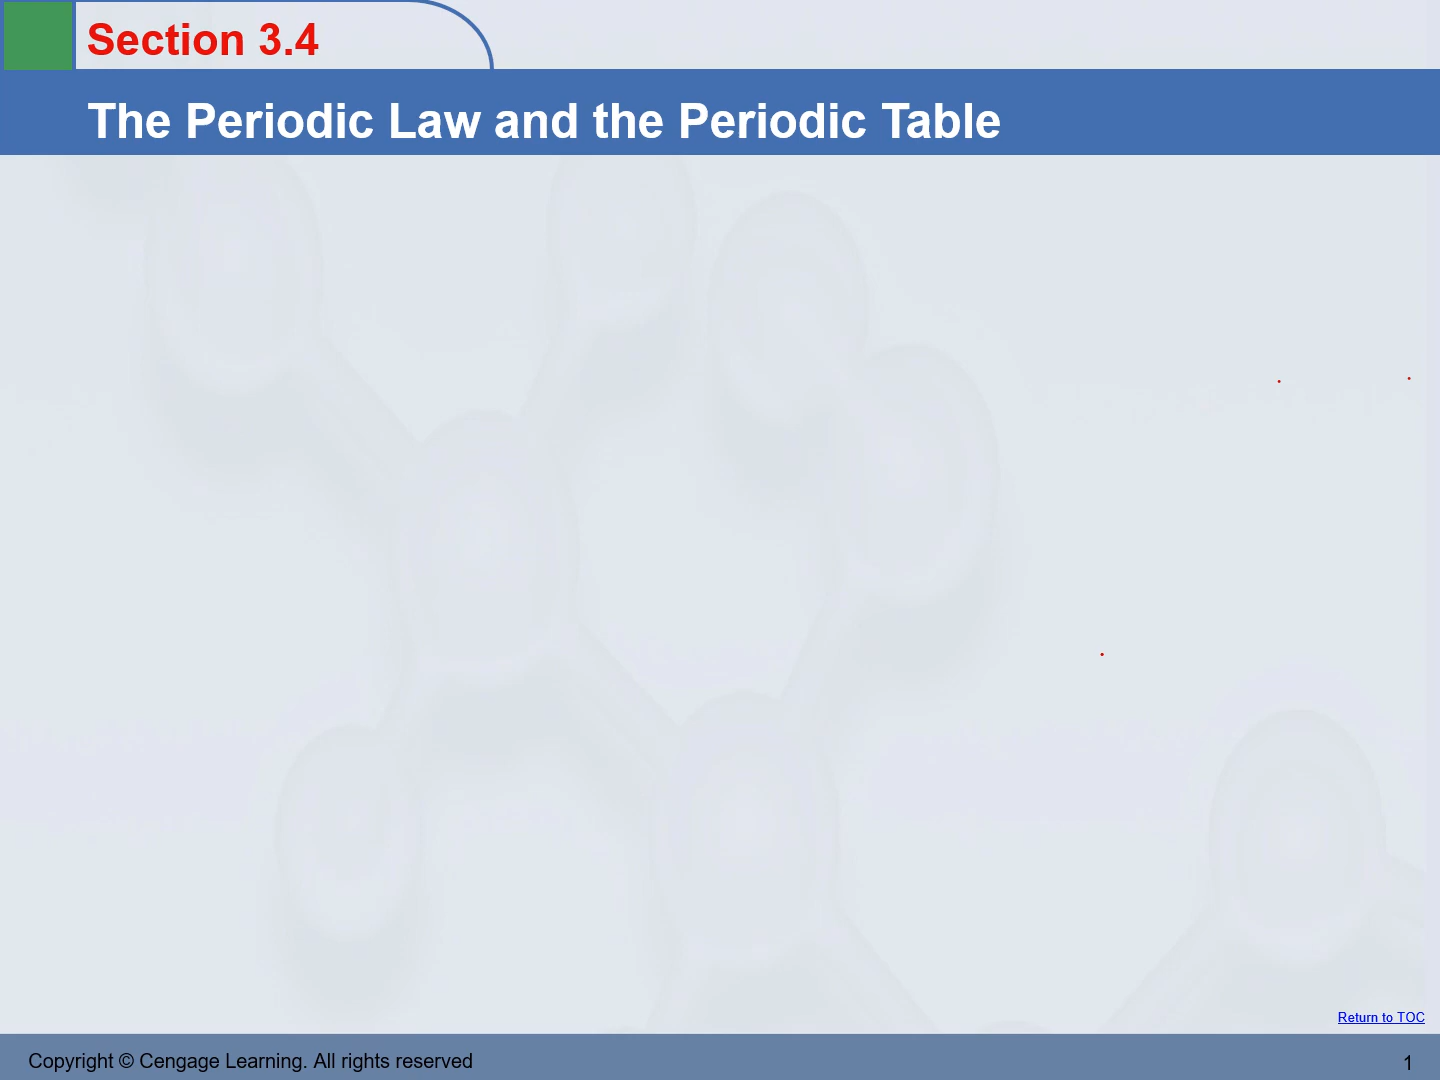 Section 3.4
The Periodic Law and the Periodic Table
Return to TOC
Copyright © Cengage Learning. All rights reserved
1